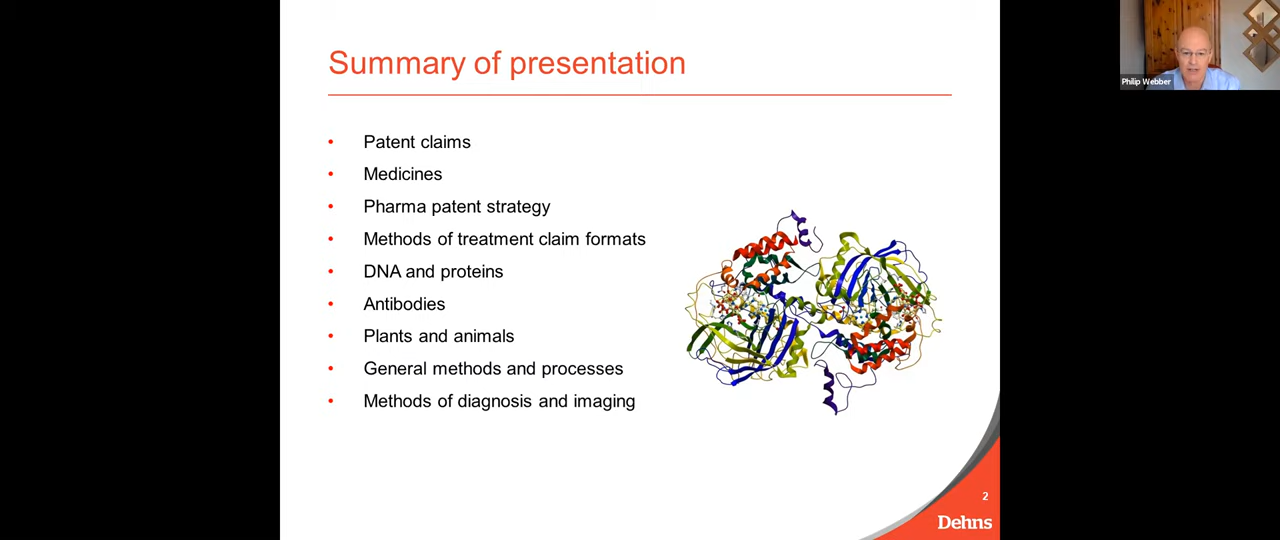 Summary of presentation
Philip Webber
• Patent claims
• Medicines
• Pharma patent strategy
• Methods of treatment claim formats
• DNA and proteins
• Antibodies
• Plants and animals
• General methods and processes
• Methods of diagnosis and imaging
2
Dehns